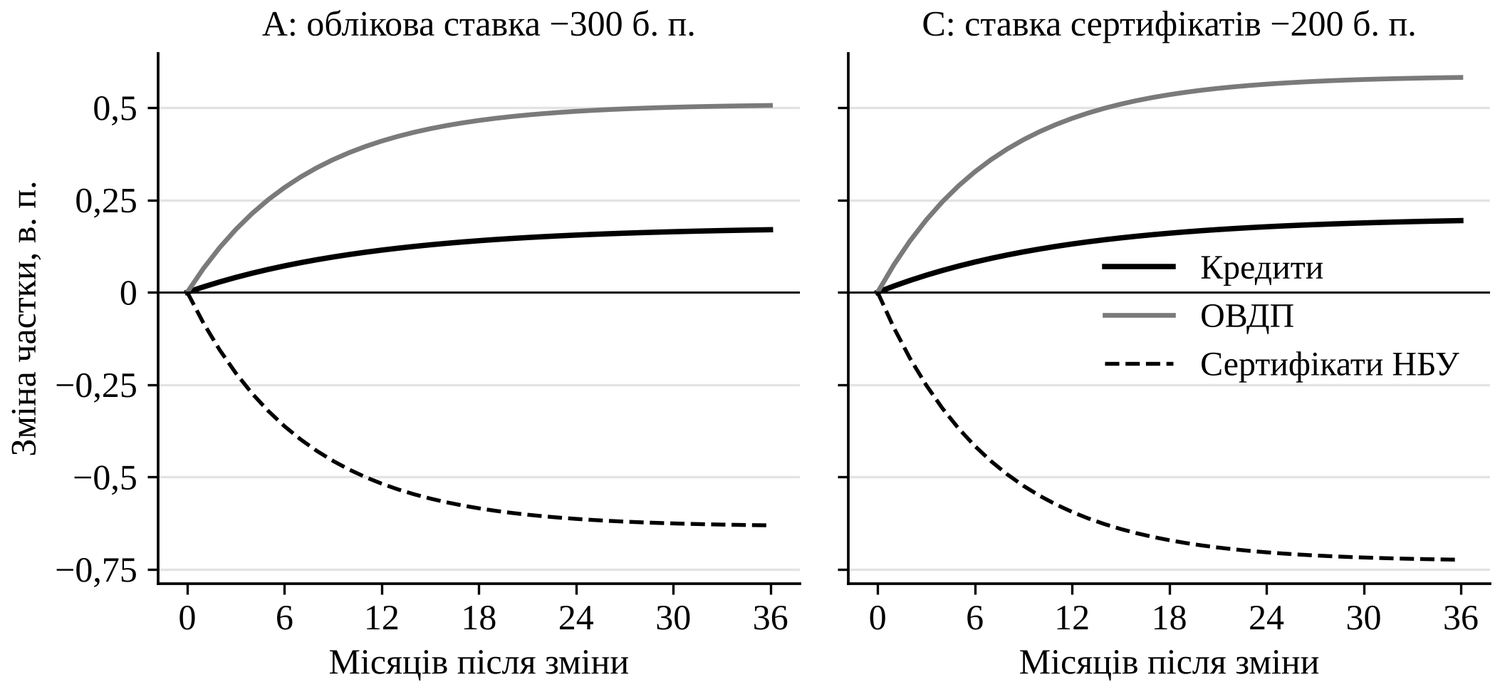 А: облікова ставка −300 б. п.
С: ставка сертифікатів −200 б. п.
Зміна частки, в. п.
0,5
0,25
0
−0,25
−0,5
−0,75
Кредити
ОВДП
Сертифікати НБУ
0 6 12 18 24 30 36
0 6 12 18 24 30 36
Місяців після зміни
Місяців після зміни